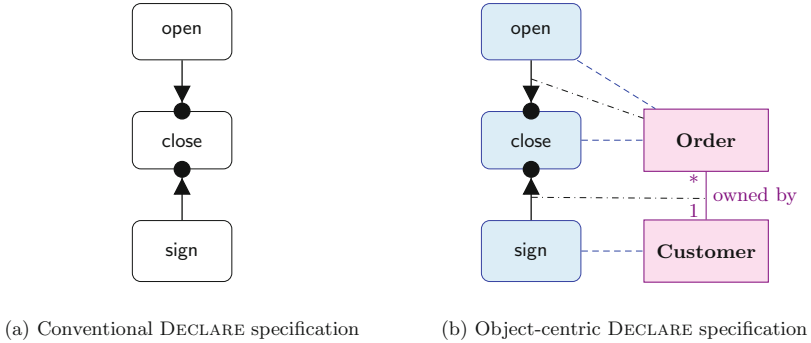 open
close
sign
(a) Conventional DECLARE specification
open
close
sign
Order
*
owned by
1
Customer
(b) Object-centric DECLARE specification